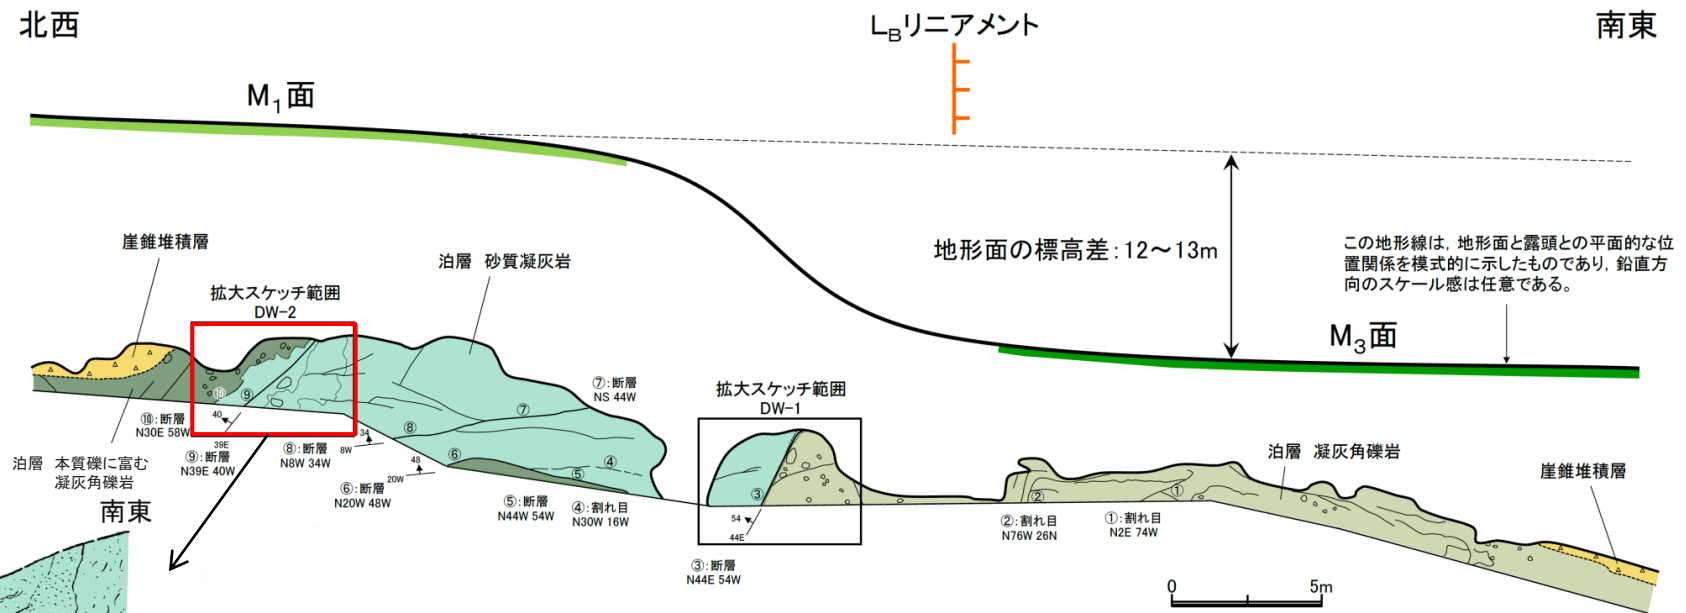 北西
LBリニアメント
南東
M1面
崖錐堆積層
泊層 砂質凝灰岩
拡大スケッチ範囲
DW-2
地形面の標高差:12~13m
この地形線は, 地形面と露頭との平面的な位
置関係を模式的に示したものであり, 鉛直方
向のスケール感は任意である。
M3面
⑦:断層
NS 44W
拡大スケッチ範囲
DW-1
⑩
⑨
⑦
⑧
⑥
⑤
④
③
②
①
40
39E
34
8W
48
20W
54
44E
⑩:断層
N30E 58W
⑨:断層
N39E 40W
⑧:断層
N8W 34W
⑥:断層
N20W 48W
⑤:断層
N44W 54W
④:割れ目
N30W 16W
③:断層
N44E 54W
②:割れ目
N76W 26N
①:割れ目
N2E 74W
泊層 凝灰角礫岩
崖錐堆積層
泊層 本質礫に富む
凝灰角礫岩
南東
0
5m